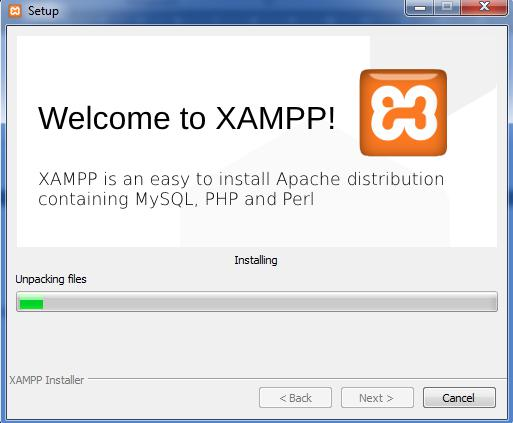 Setup
Welcome to XAMPP!
XAMPP is an easy to install Apache distribution
containing MySQL, PHP and Perl
Installing
Unpacking files
XAMPP Installer
< Back
Next >
Cancel